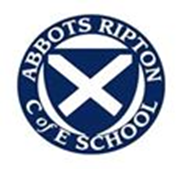 ABBOTS RIPTON
C of E SCHOOL